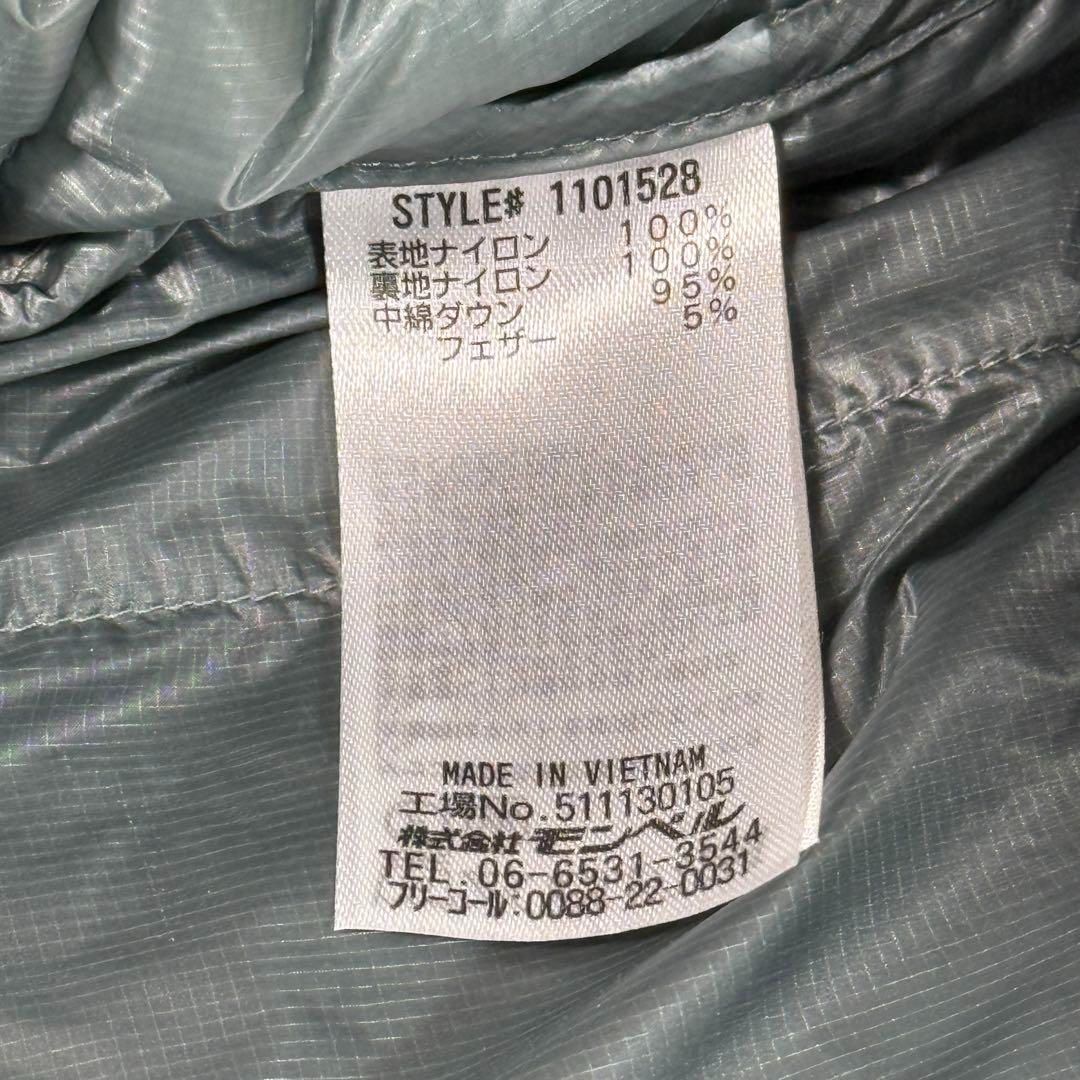 STYLE# 1101528
表地ナイロン 100%
裏地ナイロン 100%
中綿ダウン 95%
フェザー 5%
MADE IN VIETNAM
工場No.511130105
株式会社 モンベル
TEL.06-6531-3544
フリーコール:0088-22-0031